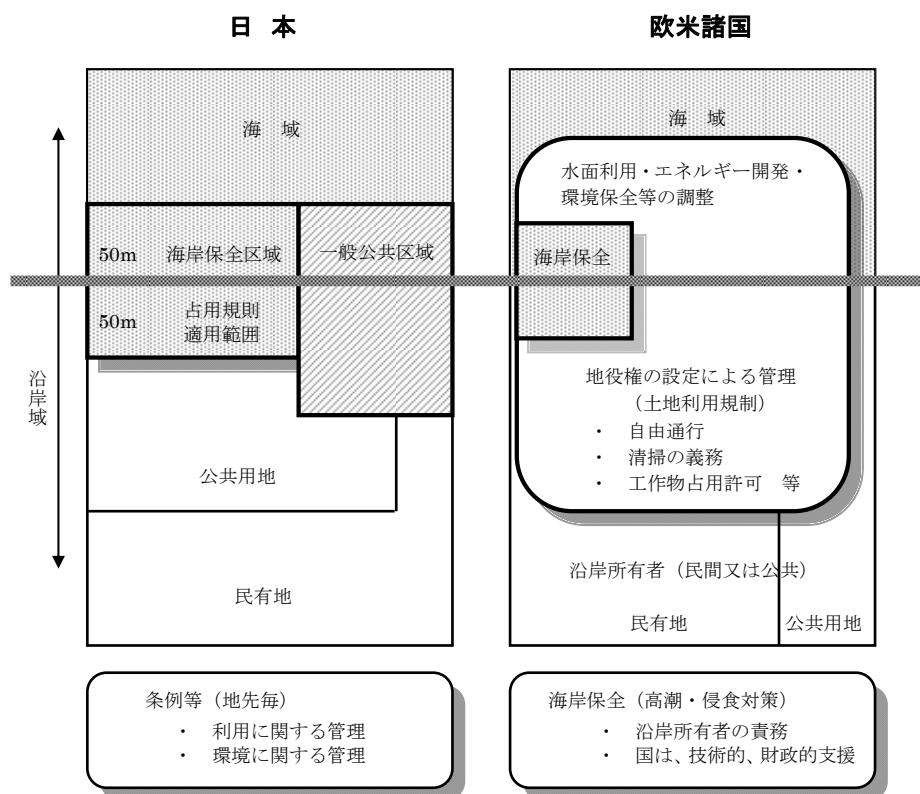 日 本
海 域
50m 海岸保全区域
一般公共区域
50m 占用規則
適用範囲
沿岸域
公共用地
民有地
条例等（地先毎）
・ 利用に関する管理
・ 環境に関する管理
欧米諸国
海 域
水面利用・エネルギー開発・
環境保全等の調整
海岸保全
地役権の設定による管理
（土地利用規制）
・ 自由通行
・ 清掃の義務
・ 工作物占用許可 等
沿岸所有者（民間又は公共）
民有地
公共用地
海岸保全（高潮・侵食対策）
・ 沿岸所有者の責務
・ 国は、技術的、財政的支援